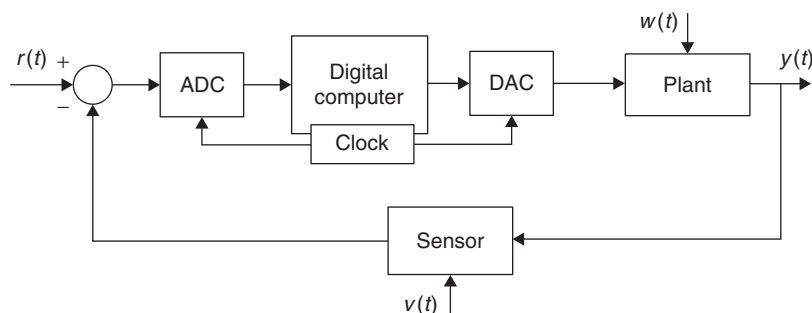 w(t)
r(t)
+
−
ADC
Digital
computer
Clock
DAC
Plant
y(t)
Sensor
v(t)